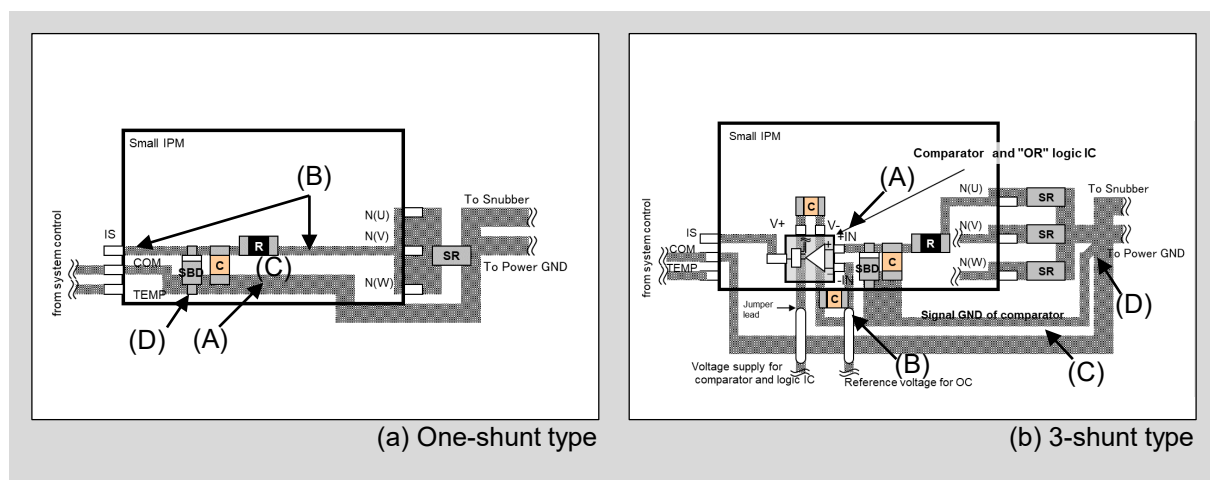 Small IPM
(B)
from system control
IS
COM
TEMP
SBD
C
R
(C)
(D)
(A)
N(U)
N(V)
N(W)
SR
To Snubber
To Power GND
(a) One-shunt type
Small IPM
Comparator and "OR" logic IC
(A)
from system control
IS
COM
TEMP
C
V+
V-
+IN
-IN
+
−
SBD
C
R
C
N(U)
N(V)
N(W)
SR
SR
SR
To Snubber
To Power GND
(D)
Jumper
lead
Signal GND of comparator
(B)
(C)
Voltage supply for
comparator and logic IC
Reference voltage for OC
(b) 3-shunt type